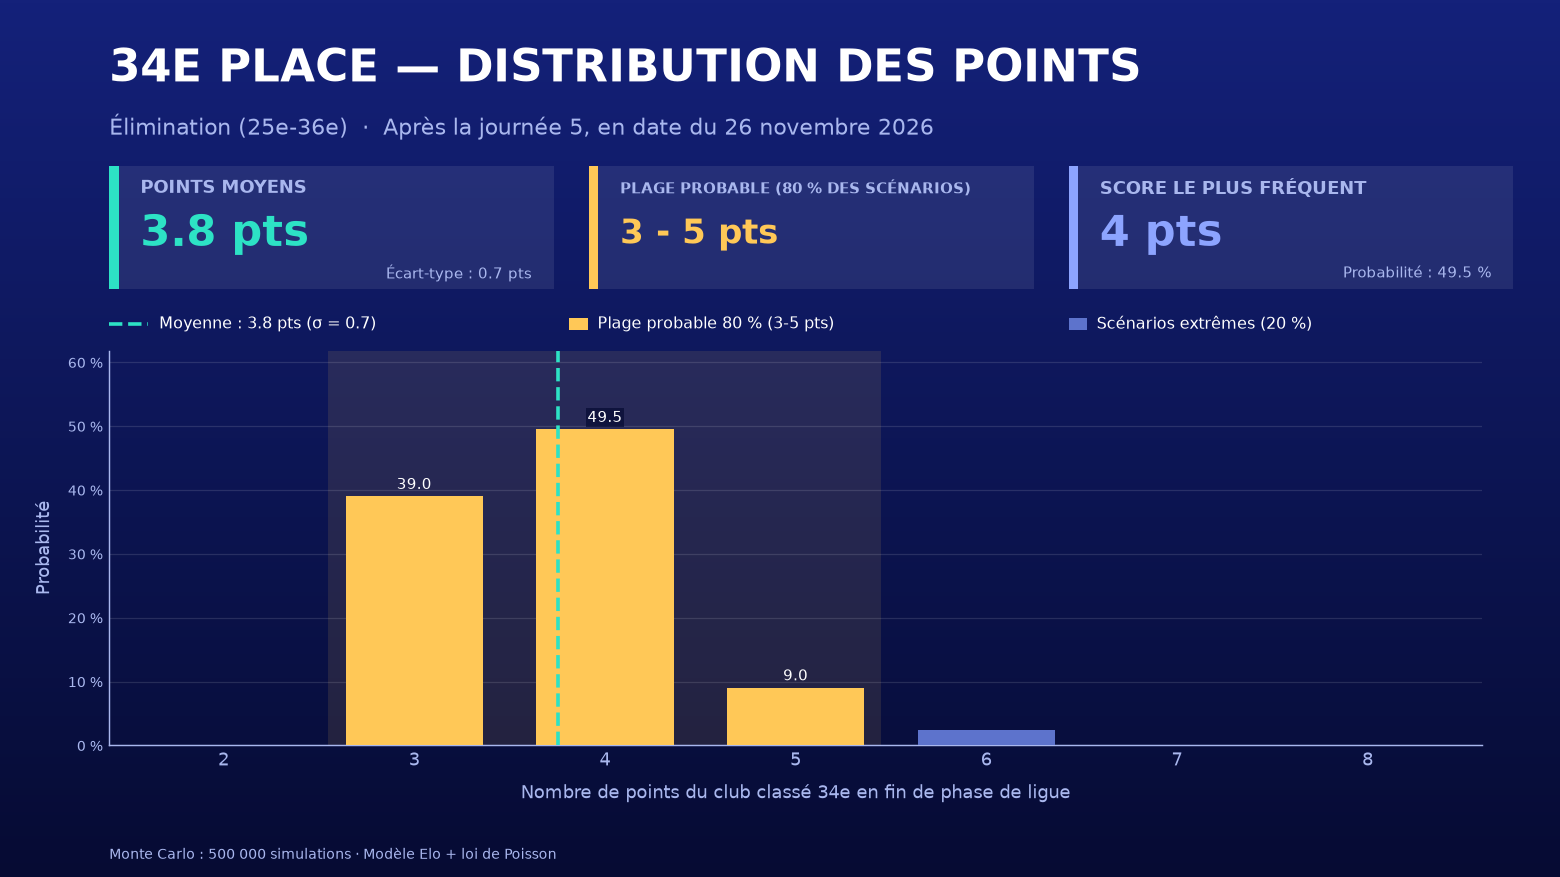 34E PLACE — DISTRIBUTION DES POINTS
Élimination (25e-36e) · Après la journée 5, en date du 26 novembre 2026
POINTS MOYENS
3.8 pts
Écart-type : 0.7 pts
PLAGE PROBABLE (80 % DES SCÉNARIOS)
3 - 5 pts
SCORE LE PLUS FRÉQUENT
4 pts
Probabilité : 49.5 %
Moyenne : 3.8 pts (σ = 0.7)
Plage probable 80 % (3-5 pts)
Scénarios extrêmes (20 %)
Probabilité
60 %
50 %
40 %
30 %
20 %
10 %
0 %
39.0
49.5
9.0
2 3 4 5 6 7 8
Nombre de points du club classé 34e en fin de phase de ligue
Monte Carlo : 500 000 simulations · Modèle Elo + loi de Poisson